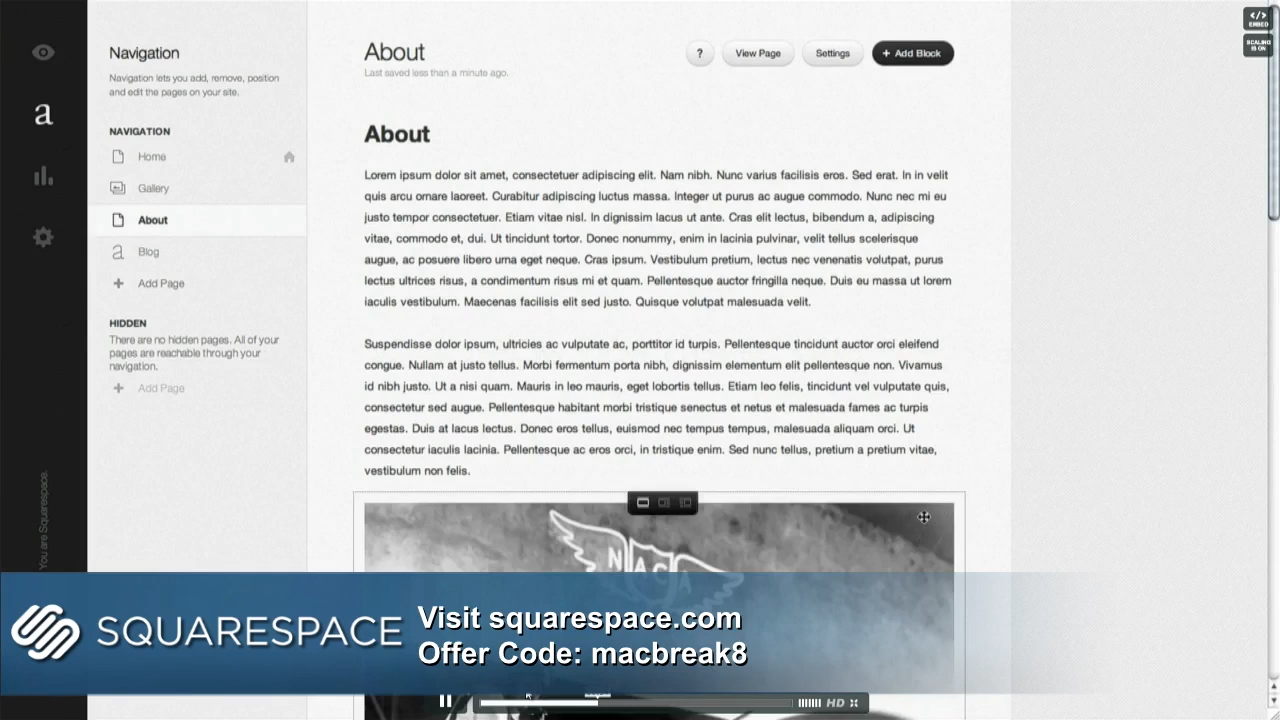 </> EMBED
SCALING IS ON
Navigation
Navigation lets you add, remove, position
and edit the pages on your site.
NAVIGATION
Home
Gallery
About
Blog
Add Page
HIDDEN
There are no hidden pages. All of your
pages are reachable through your
navigation.
Add Page
You are Squarespace.
a
About
Last saved less than a minute ago.
?
View Page
Settings
+ Add Block
About
Lorem ipsum dolor sit amet, consectetuer adipiscing elit. Nam nibh. Nunc varius facilisis eros. Sed erat. In in velit
quis arcu ornare laoreet. Curabitur adipiscing luctus massa. Integer ut purus ac augue commodo. Nunc nec mi eu
justo tempor consectetuer. Etiam vitae nisl. In dignissim lacus ut ante. Cras elit lectus, bibendum a, adipiscing
vitae, commodo et, dui. Ut tincidunt tortor. Donec nonummy, enim in lacinia pulvinar, velit tellus scelerisque
augue, ac posuere libero urna eget neque. Cras ipsum. Vestibulum pretium, lectus nec venenatis volutpat, purus
lectus ultrices risus, a condimentum risus mi et quam. Pellentesque auctor fringilla neque. Duis eu massa ut lorem
iaculis vestibulum. Maecenas facilisis elit sed justo. Quisque volutpat malesuada velit.
Suspendisse dolor ipsum, ultricies ac vulputate ac, porttitor id turpis. Pellentesque tincidunt auctor orci eleifend
congue. Nullam at justo tellus. Morbi fermentum porta nibh, dignissim elementum elit pellentesque non. Vivamus
id nibh justo. Ut a nisi quam. Mauris in leo mauris, eget lobortis tellus. Etiam leo felis, tincidunt vel vulputate quis,
consectetur sed augue. Pellentesque habitant morbi tristique senectus et netus et malesuada fames ac turpis
egestas. Duis at lacus lectus. Donec eros tellus, euismod nec tempus tempus, malesuada aliquam orci. Ut
consectetur iaculis lacinia. Pellentesque ac eros orci, in tristique enim. Sed nunc tellus, pretium a pretium vitae,
vestibulum non felis.
NACA
SQUARESPACE
Visit squarespace.com
Offer Code: macbreak8
HD